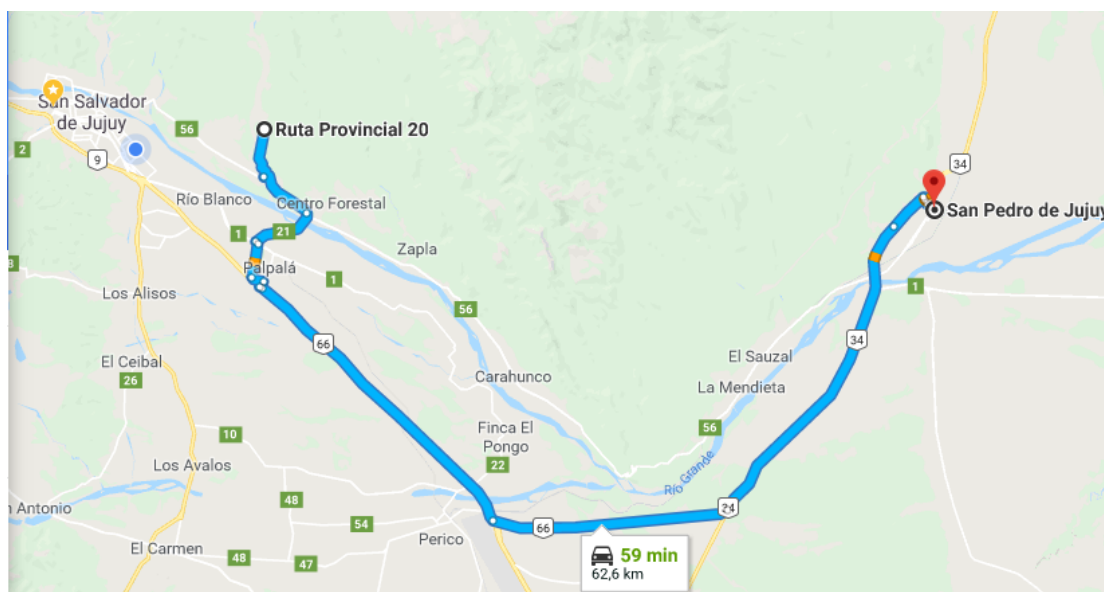 San Salvador
de Jujuy
56
Ruta Provincial 20
2
9
34
Río Blanco
Centro Forestal
San Pedro de Jujuy
1
21
Zapla
Palpalá
1
1
Los Alisos
56
66
34
El Ceibal
El Sauzal
26
Carahunco
La Mendieta
10
Finca El
Pongo
56
Los Avalos
22
Río Grande
48
n Antonio
54
66
Perico
El Carmen
48
47
59 min
62,6 km